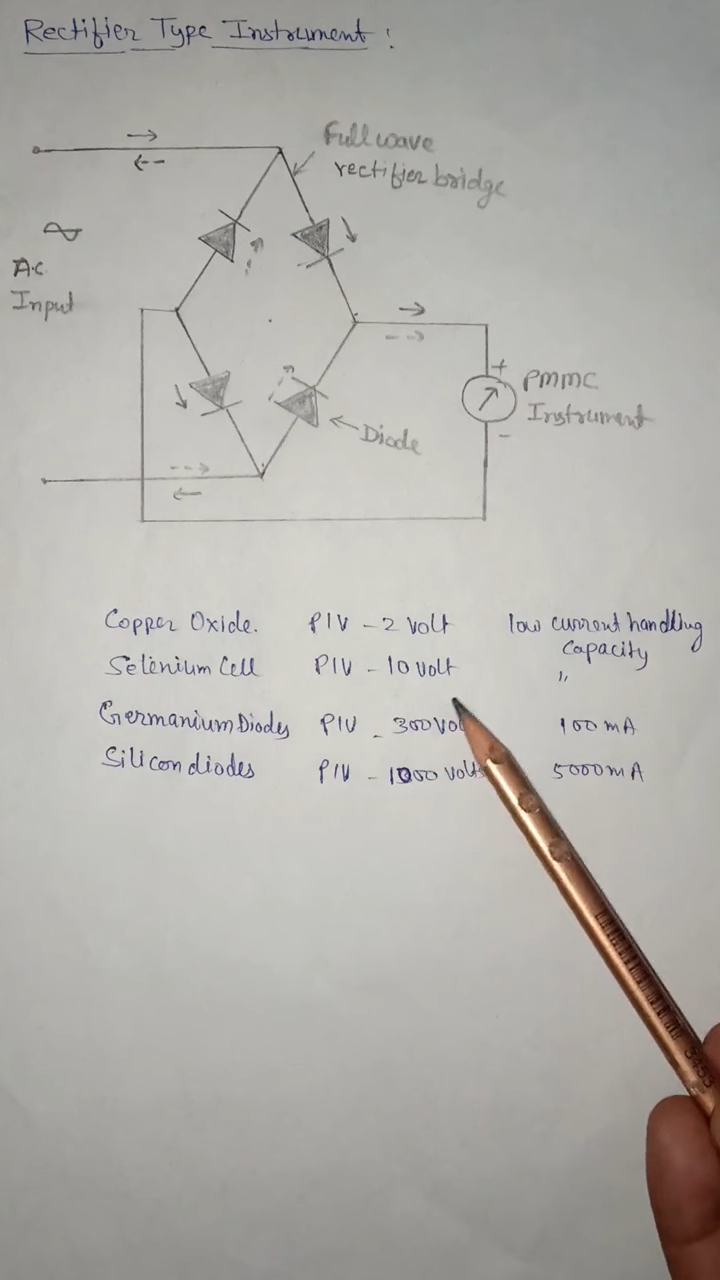 Rectifier Type Instrument :
Full wave
rectifier bridge
A.C
Input
+
PMMC
Instrument
-
Diode
Copper Oxide. PIV - 2 Volt low current handling
Capacity
Selenium Cell PIV - 10 Volt "
Germanium Diodes PIV - 300 Vol 100 mA
Silicon diodes PIV - 1000 Volts 5000 mA